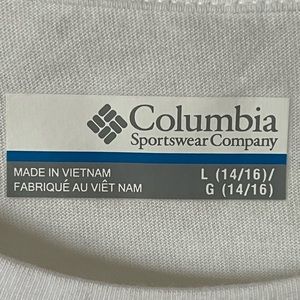 Columbia
Sportswear Company
MADE IN VIETNAM
FABRIQUÉ AU VIÊT NAM
L (14/16)/
G (14/16)